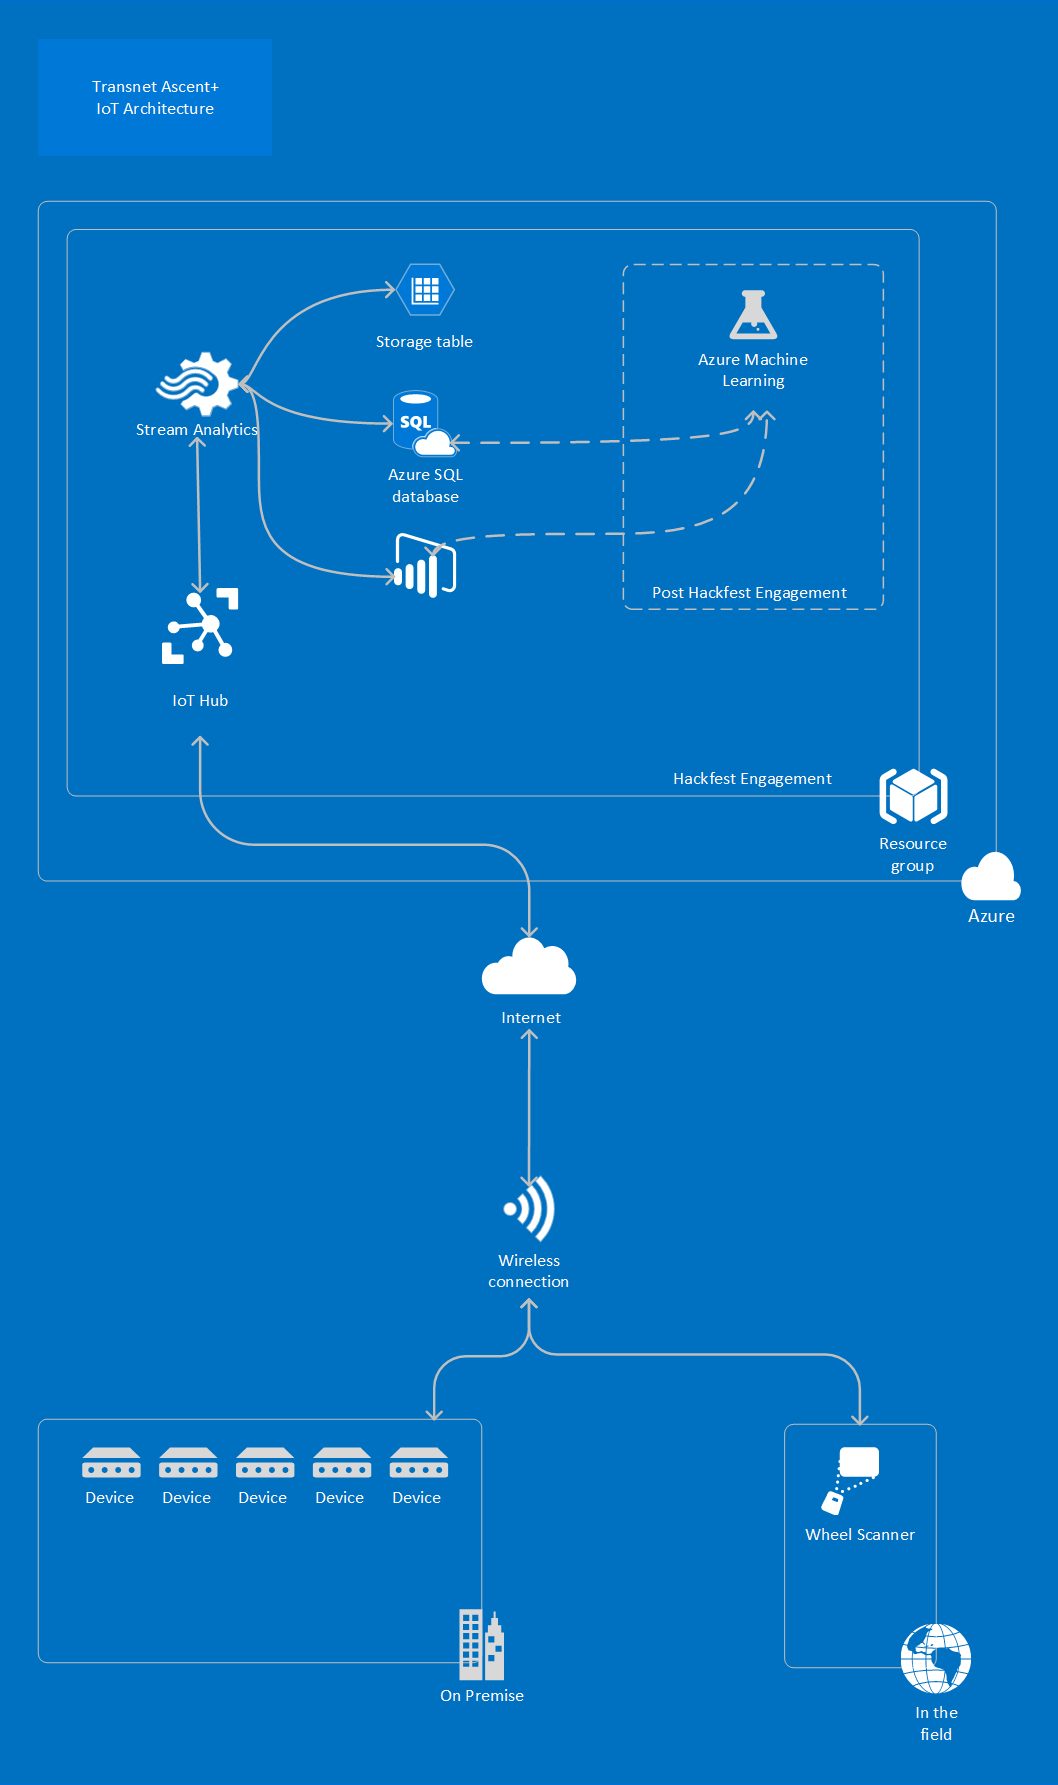 Transnet Ascent+
IoT Architecture
Storage table
Azure Machine
Learning
Stream Analytics
SQL
Azure SQL
database
Post Hackfest Engagement
IoT Hub
Hackfest Engagement
Resource
group
Azure
Internet
Wireless
connection
Device Device Device Device Device
Wheel Scanner
On Premise
In the
field